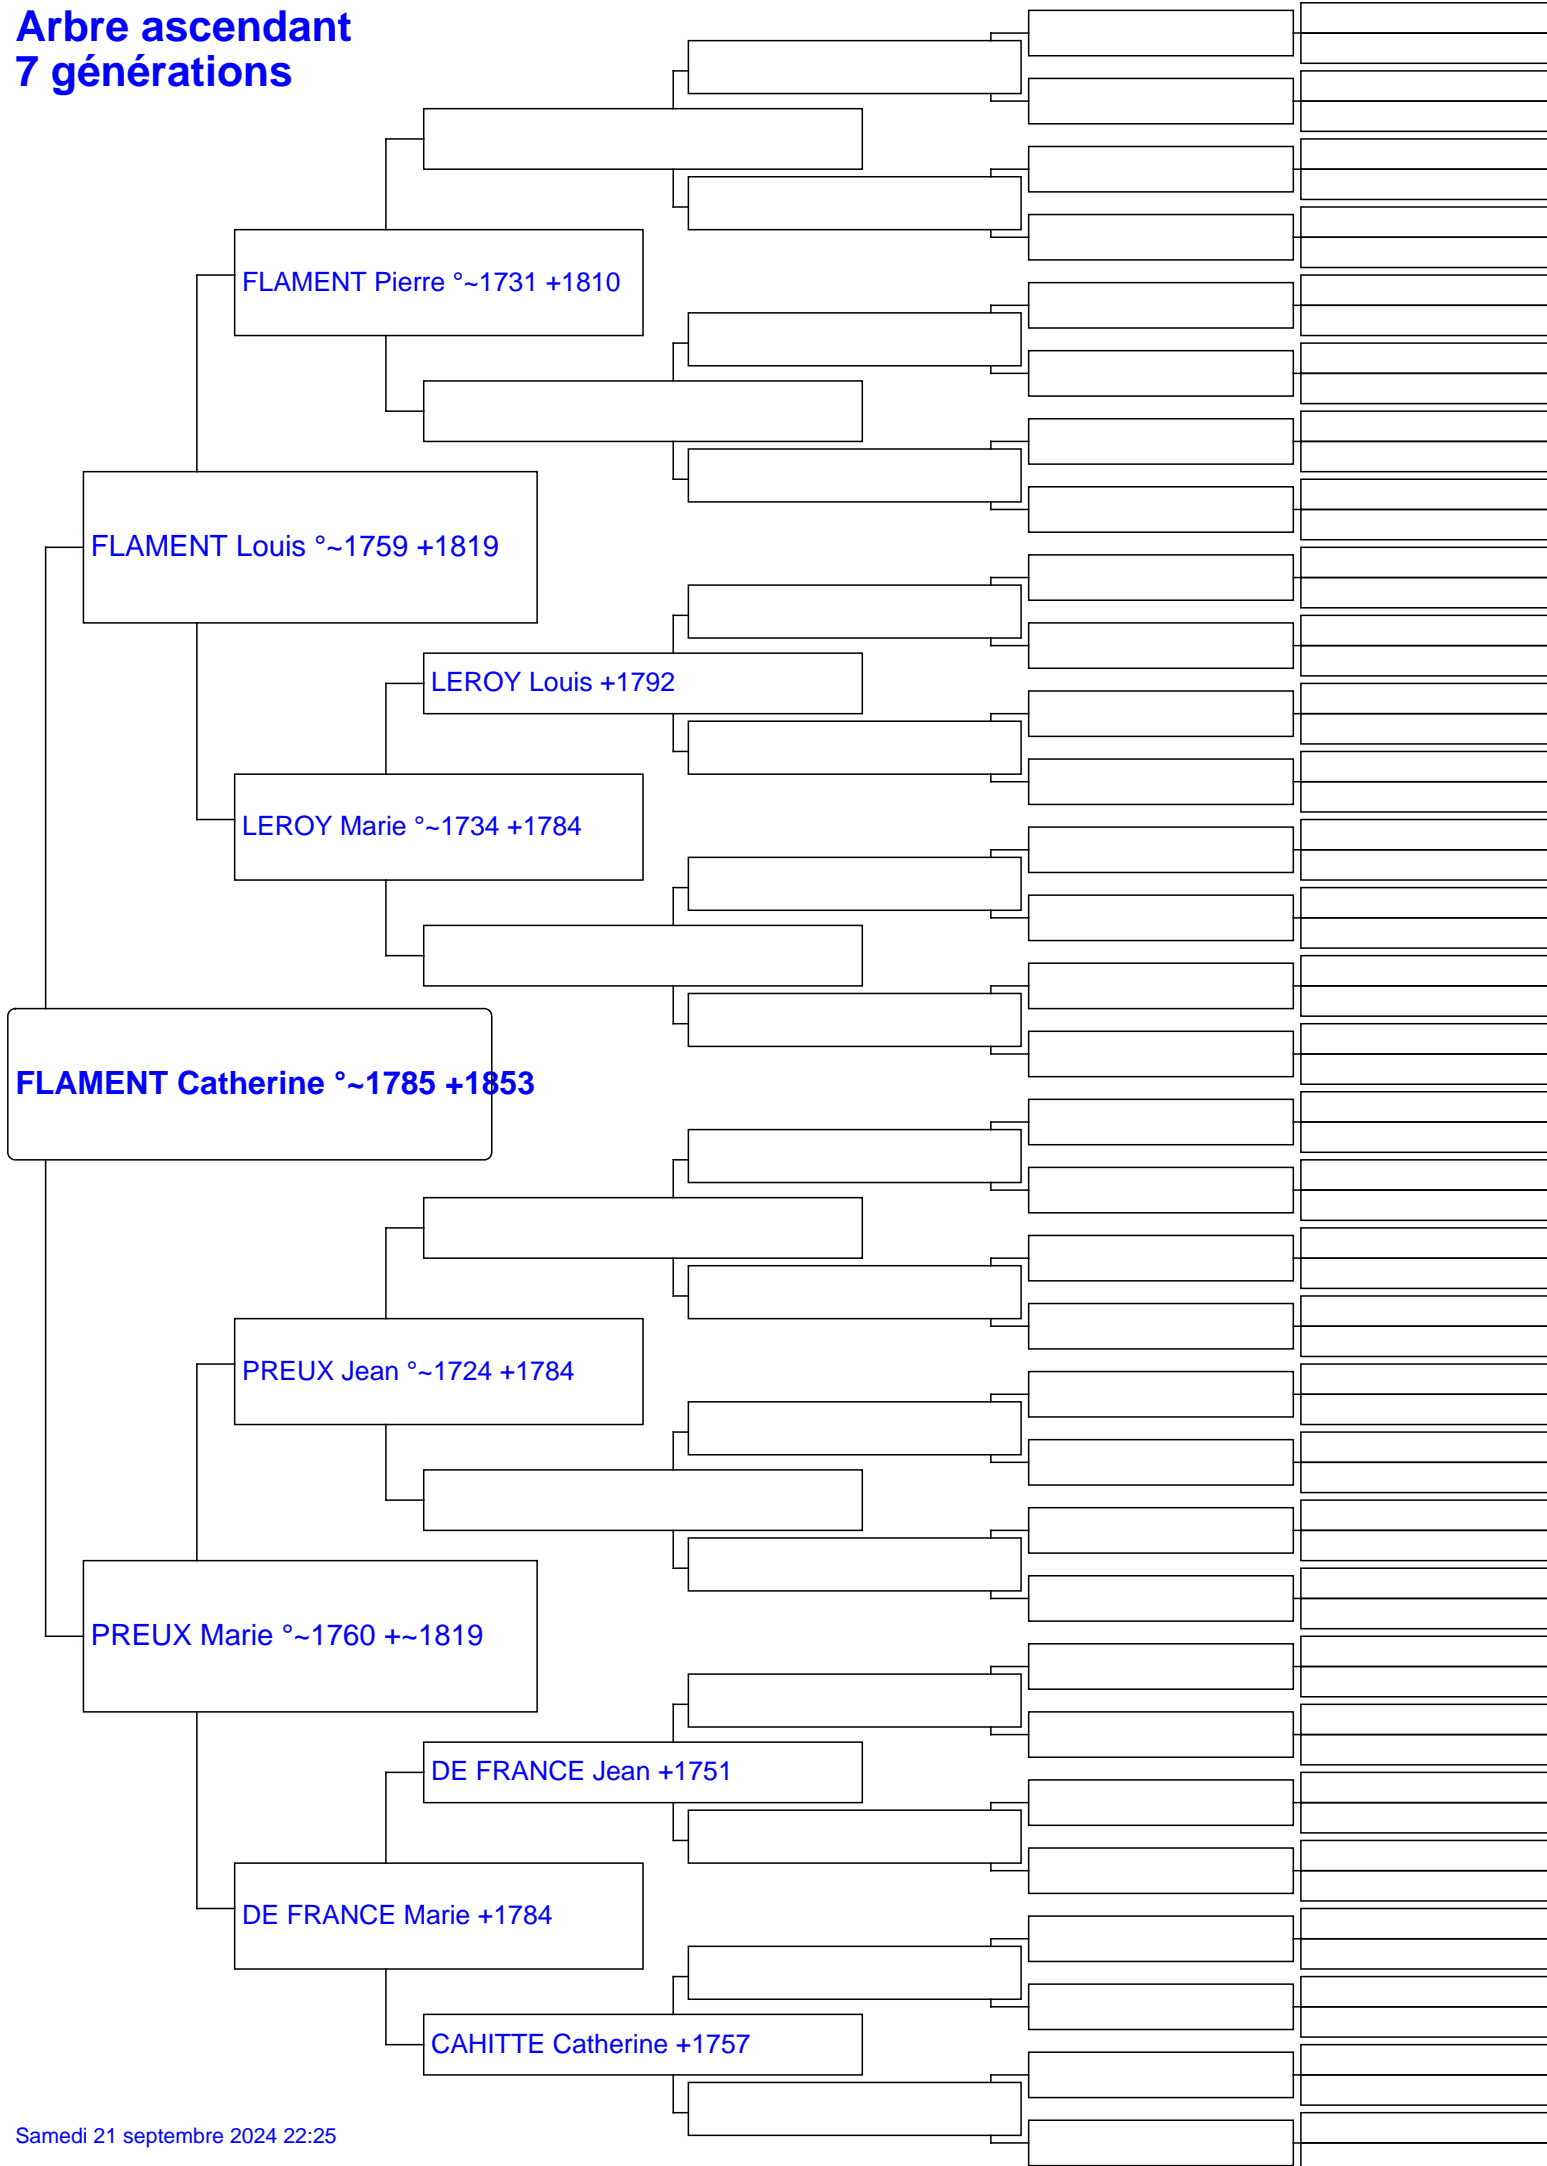 Arbre ascendant
7 générations
FLAMENT Pierre °~1731 +1810
FLAMENT Louis °~1759 +1819
LEROY Louis +1792
LEROY Marie °~1734 +1784
FLAMENT Catherine °~1785 +1853
PREUX Jean °~1724 +1784
PREUX Marie °~1760 +~1819
DE FRANCE Jean +1751
DE FRANCE Marie +1784
CAHITTE Catherine +1757
Samedi 21 septembre 2024 22:25